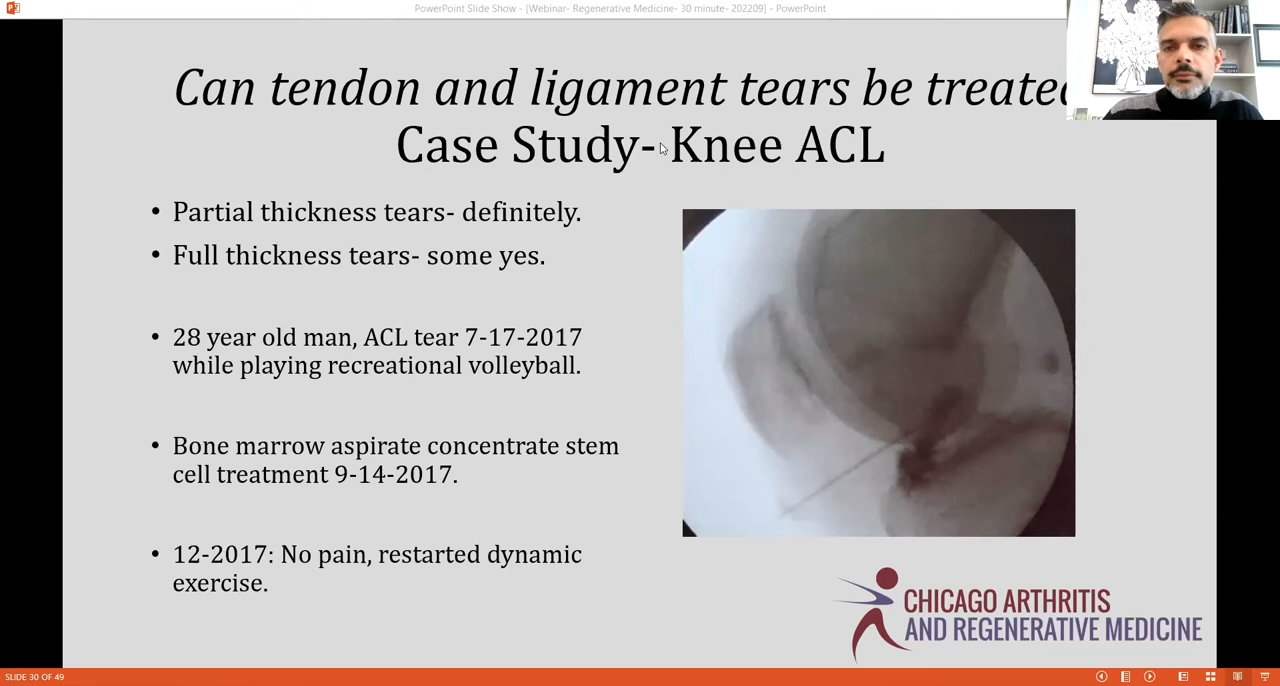 PowerPoint Slide Show - [Webinar- Regenerative Medicine- 30 minute- 202209] - PowerPoint
Can tendon and ligament tears be treated
Case Study- Knee ACL
• Partial thickness tears- definitely.
• Full thickness tears- some yes.
• 28 year old man, ACL tear 7-17-2017
while playing recreational volleyball.
• Bone marrow aspirate concentrate stem
cell treatment 9-14-2017.
• 12-2017: No pain, restarted dynamic
exercise.
CHICAGO ARTHRITIS
AND REGENERATIVE MEDICINE
SLIDE 30 OF 49